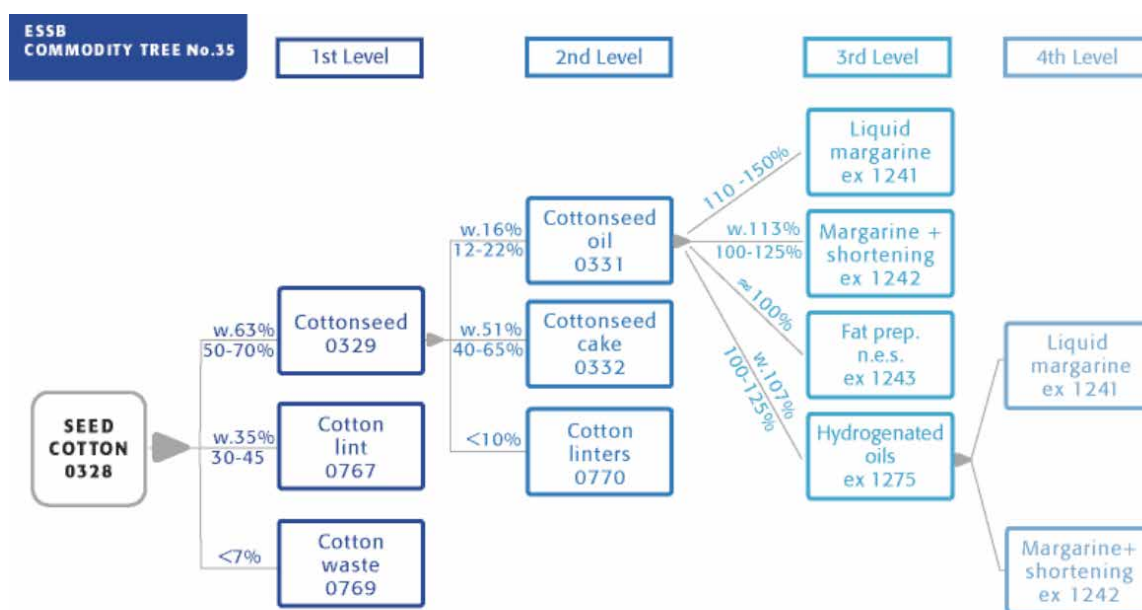 ESSB
COMMODITY TREE No.35
1st Level
2nd Level
3rd Level
4th Level
SEED
COTTON
0328
w.63%
50-70%
Cottonseed
0329
w.35%
30-45
Cotton
lint
0767
<7%
Cotton
waste
0769
w.16%
12-22%
Cottonseed
oil
0331
w.51%
40-65%
Cottonseed
cake
0332
<10%
Cotton
linters
0770
110 -150%
Liquid
margarine
ex 1241
w.113%
100-125%
Margarine +
shortening
ex 1242
≈100%
Fat prep.
n.e.s.
ex 1243
w.107%
100-125%
Hydrogenated
oils
ex 1275
Liquid
margarine
ex 1241
Margarine+
shortening
ex 1242